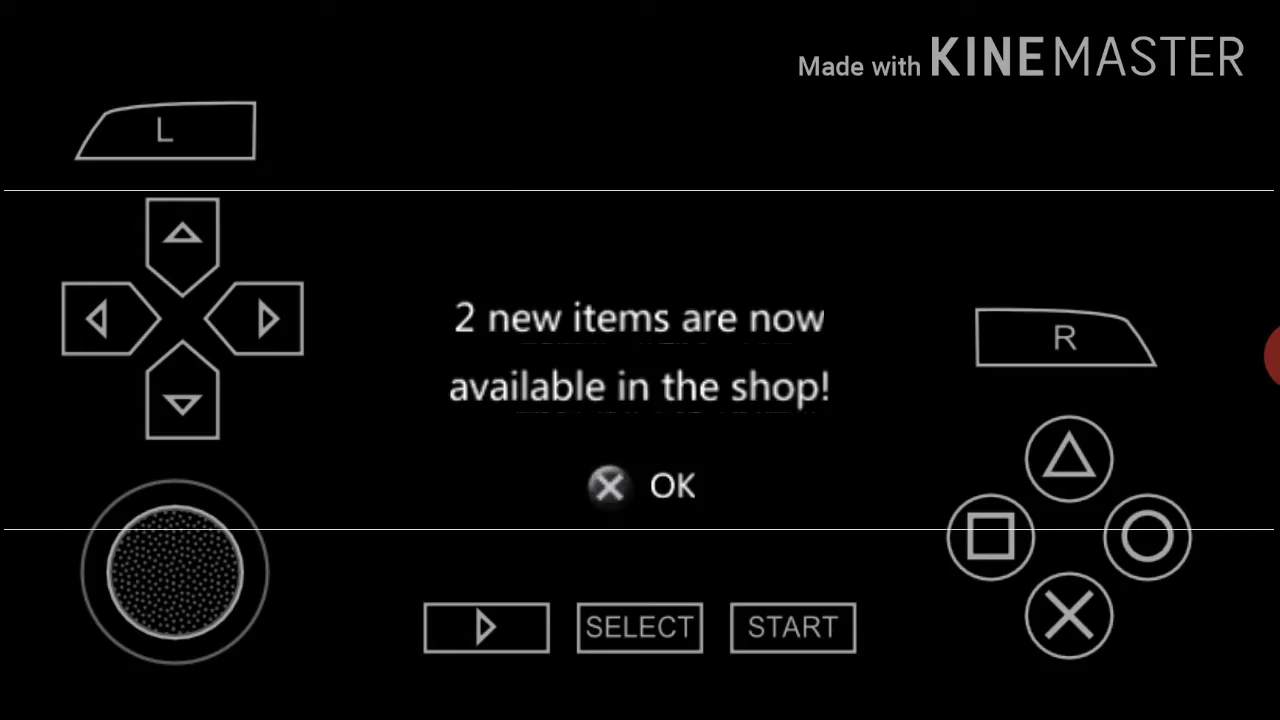 Made with KINEMASTER
L
2 new items are now
available in the shop!
R
OK
SELECT
START